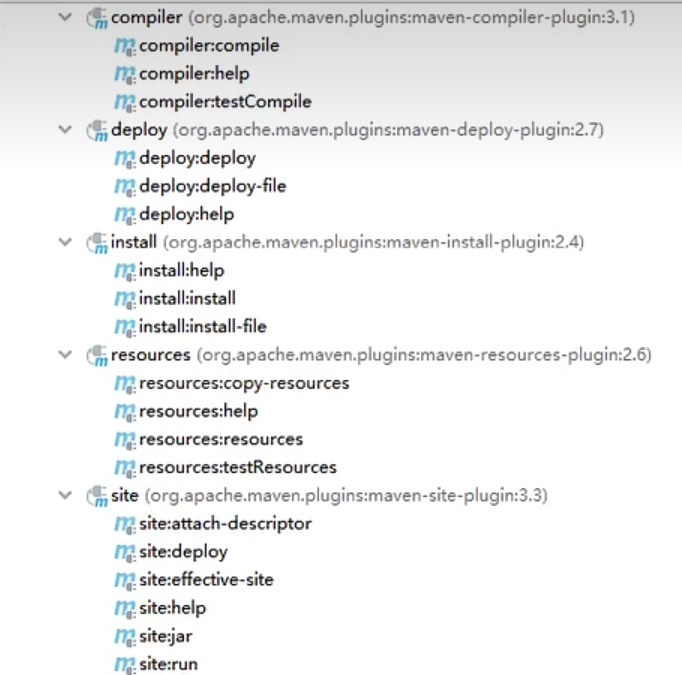 compiler (org.apache.maven.plugins:maven-compiler-plugin:3.1)
compiler:compile
compiler:help
compiler:testCompile
deploy (org.apache.maven.plugins:maven-deploy-plugin:2.7)
deploy:deploy
deploy:deploy-file
deploy:help
install (org.apache.maven.plugins:maven-install-plugin:2.4)
install:help
install:install
install:install-file
resources (org.apache.maven.plugins:maven-resources-plugin:2.6)
resources:copy-resources
resources:help
resources:resources
resources:testResources
site (org.apache.maven.plugins:maven-site-plugin:3.3)
site:attach-descriptor
site:deploy
site:effective-site
site:help
site:jar
site:run